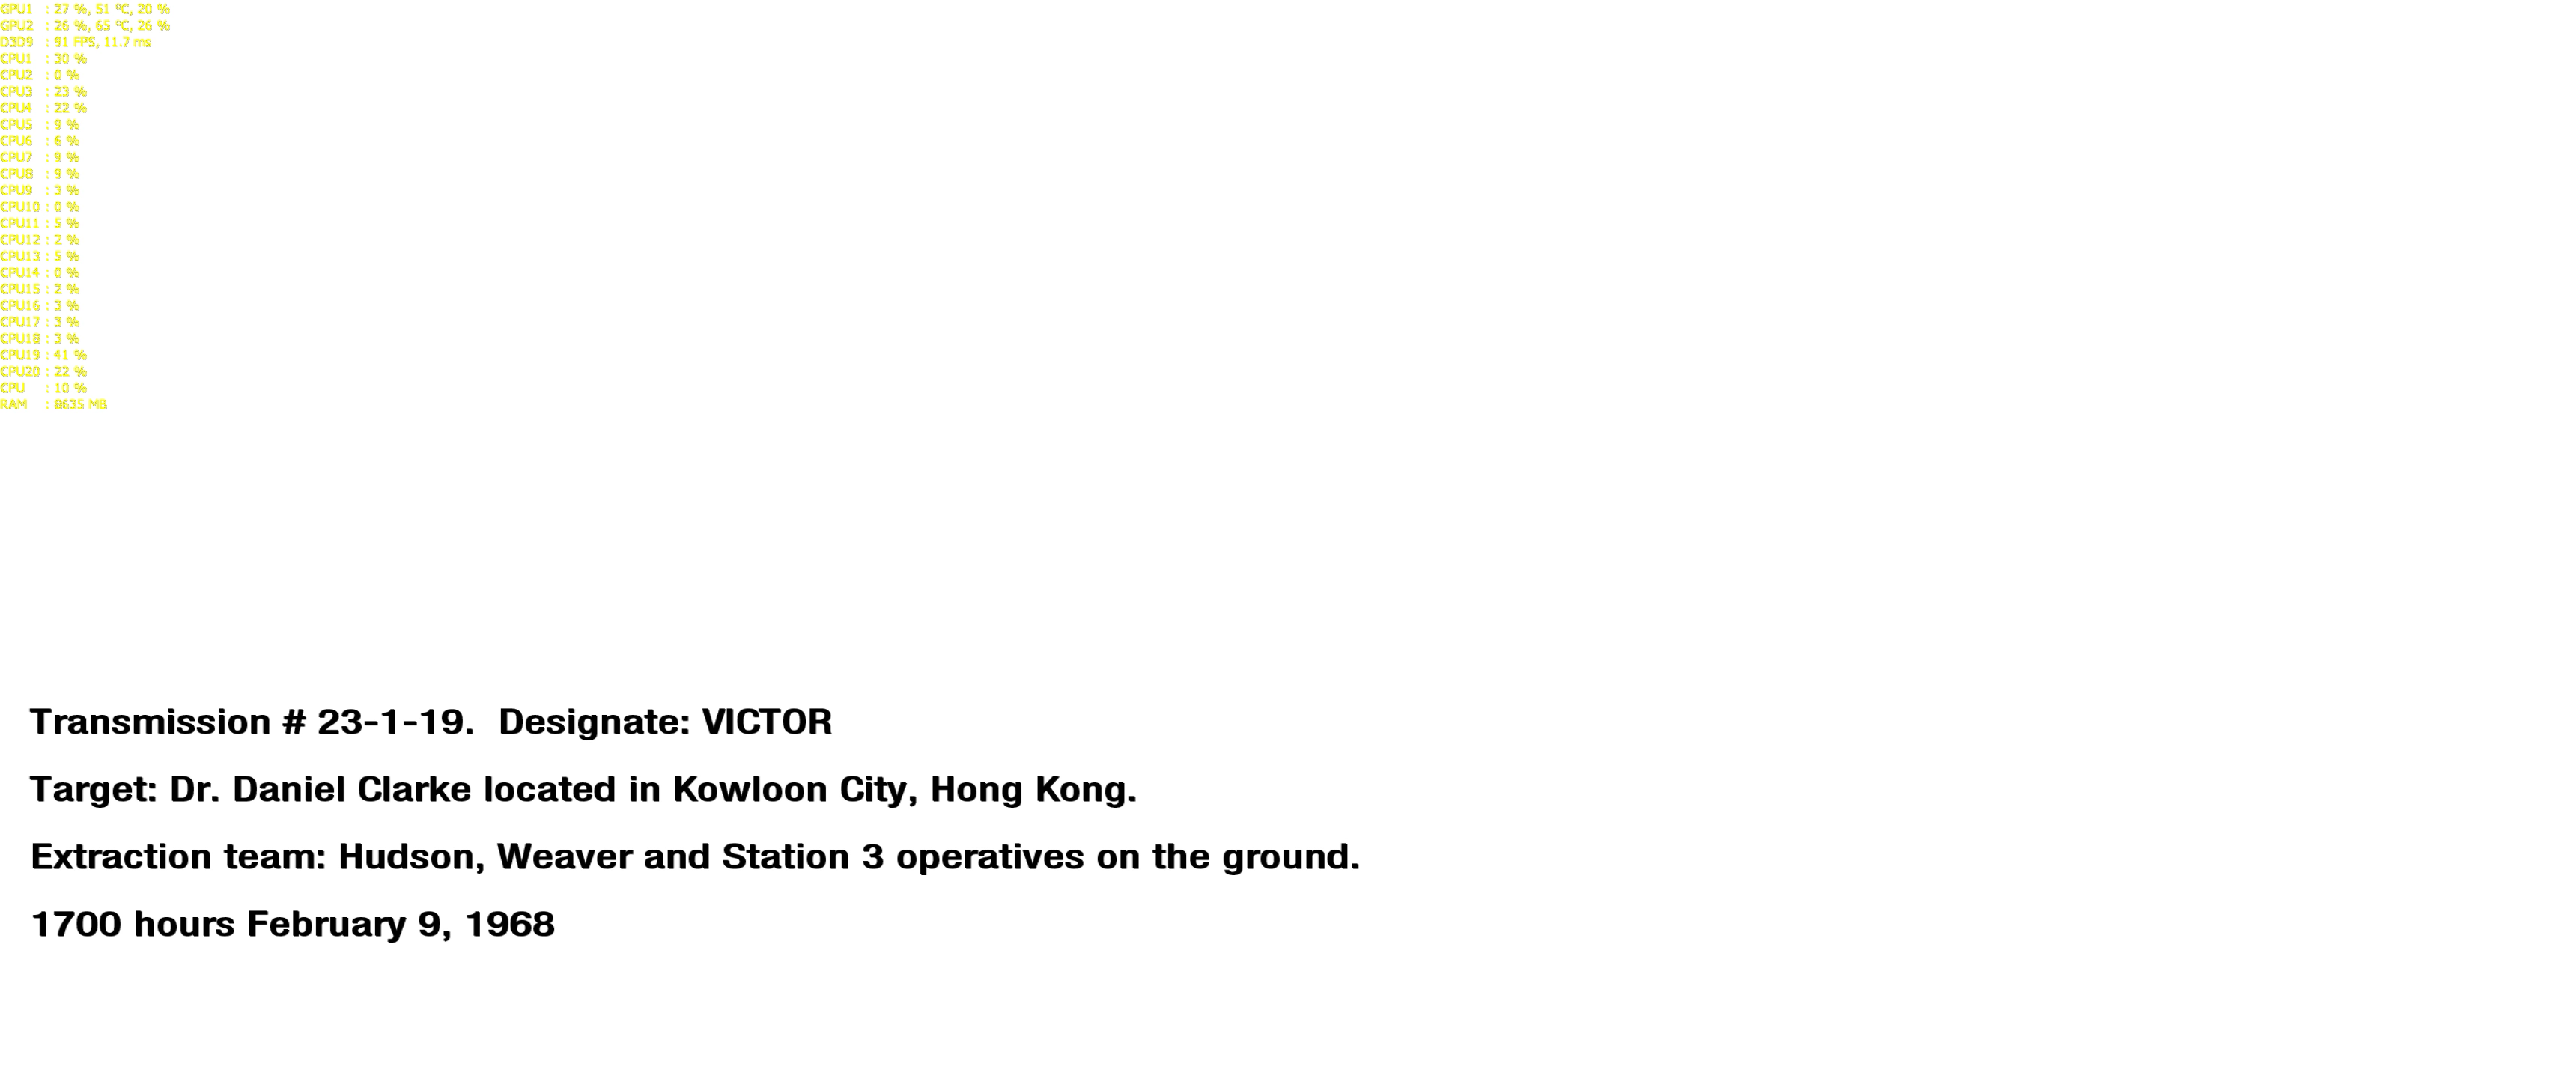 GPU1 : 27 %, 51 °C, 20 %
GPU2 : 26 %, 65 °C, 26 %
D3D9 : 91 FPS, 11.7 ms
CPU1 : 30 %
CPU2 : 0 %
CPU3 : 23 %
CPU4 : 22 %
CPU5 : 9 %
CPU6 : 6 %
CPU7 : 9 %
CPU8 : 9 %
CPU9 : 3 %
CPU10 : 0 %
CPU11 : 5 %
CPU12 : 2 %
CPU13 : 5 %
CPU14 : 0 %
CPU15 : 2 %
CPU16 : 3 %
CPU17 : 3 %
CPU18 : 3 %
CPU19 : 41 %
CPU20 : 22 %
CPU : 10 %
RAM : 8635 MB
Transmission # 23-1-19. Designate: VICTOR
Target: Dr. Daniel Clarke located in Kowloon City, Hong Kong.
Extraction team: Hudson, Weaver and Station 3 operatives on the ground.
1700 hours February 9, 1968